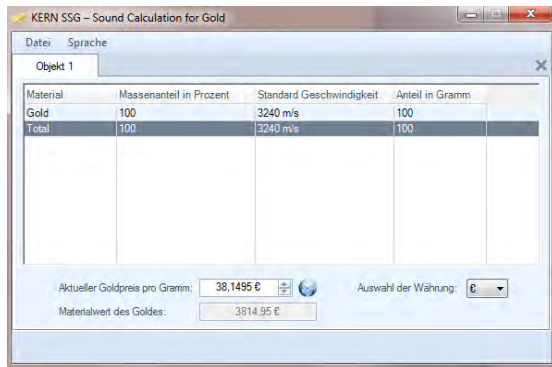 KERN SSG – Sound Calculation for Gold
Datei Sprache
Objekt 1
Material Massenanteil in Prozent Standard Geschwindigkeit Anteil in Gramm
Gold 100 3240 m/s 100
Total 100 3240 m/s 100
Aktueller Goldpreis pro Gramm: 38,1495 € Auswahl der Währung: €
Materialwert des Goldes: 3814,95 €